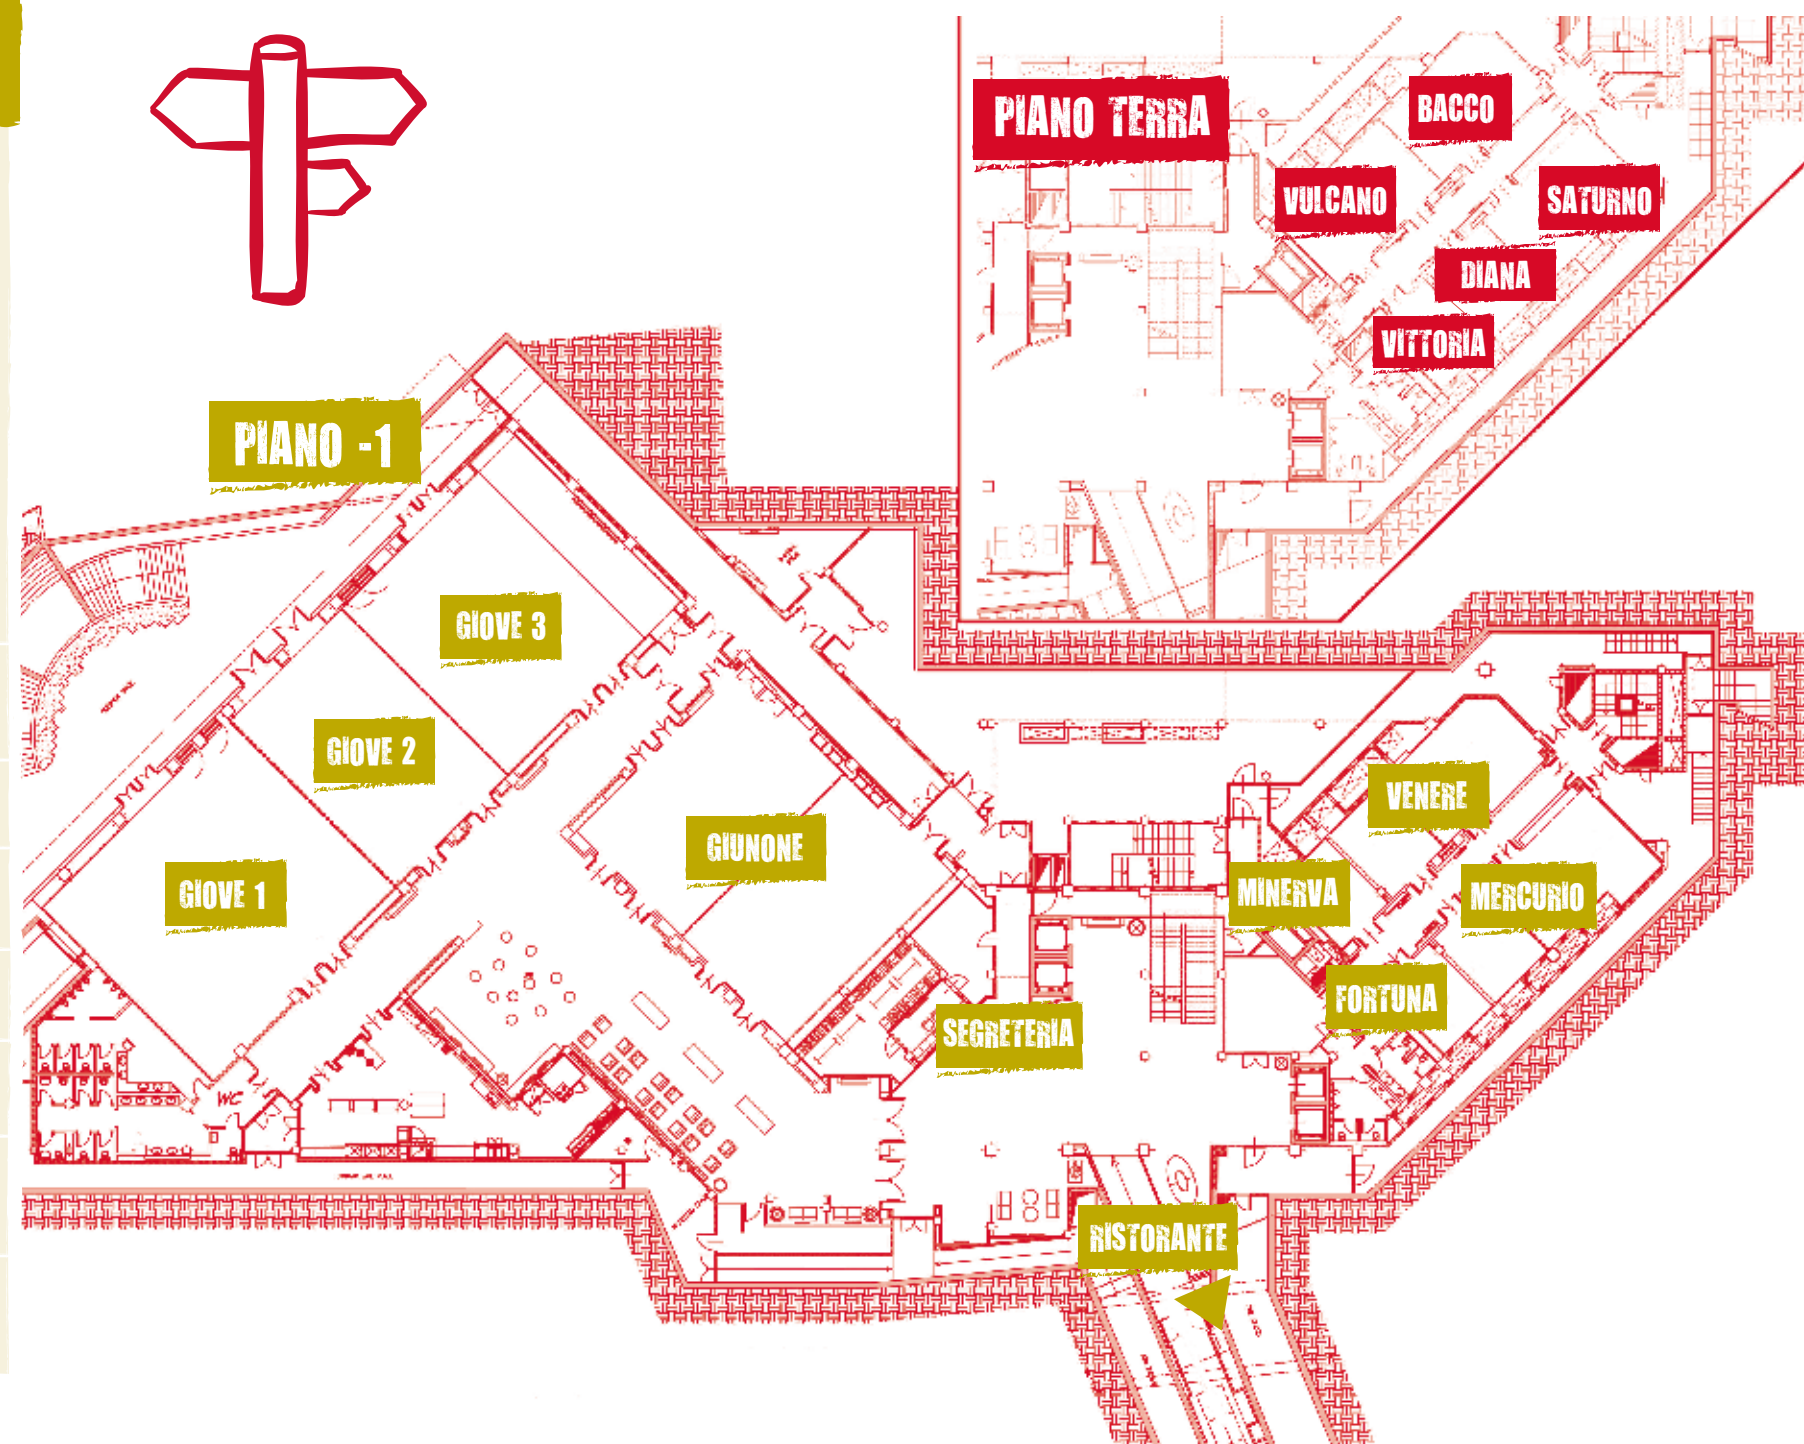 PIANO TERRA
BACCO
VULCANO
SATURNO
DIANA
VITTORIA
PIANO -1
GIOVE 3
GIOVE 2
GIOVE 1
GIUNONE
VENERE
MINERVA
MERCURIO
FORTUNA
SEGRETERIA
WC
RISTORANTE